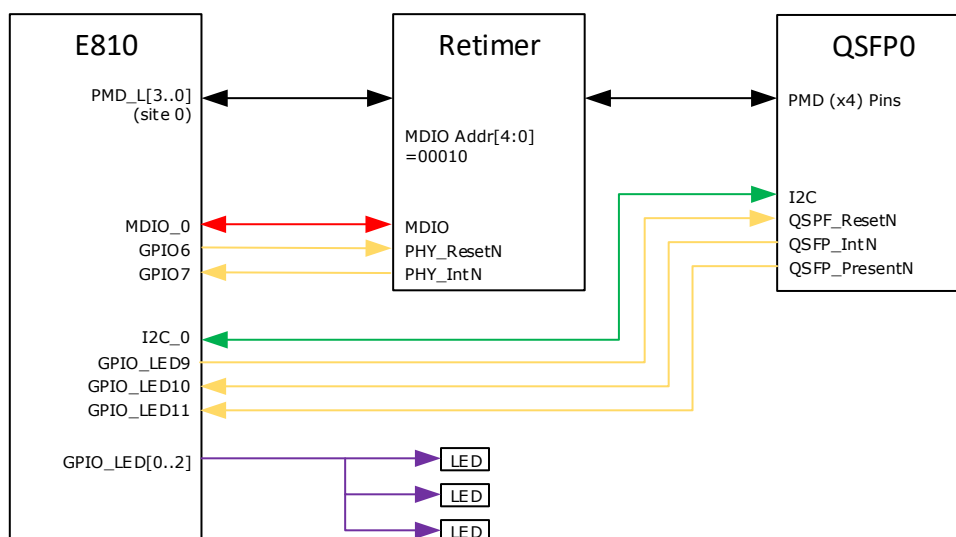 E810
PMD_L[3..0]
(site 0)
MDIO_0
GPIO6
GPIO7
I2C_0
GPIO_LED9
GPIO_LED10
GPIO_LED11
GPIO_LED[0..2]
Retimer
MDIO Addr[4:0]
=00010
MDIO
PHY_ResetN
PHY_IntN
QSFP0
PMD (x4) Pins
I2C
QSPF_ResetN
QSFP_IntN
QSFP_PresentN
LED
LED
LED